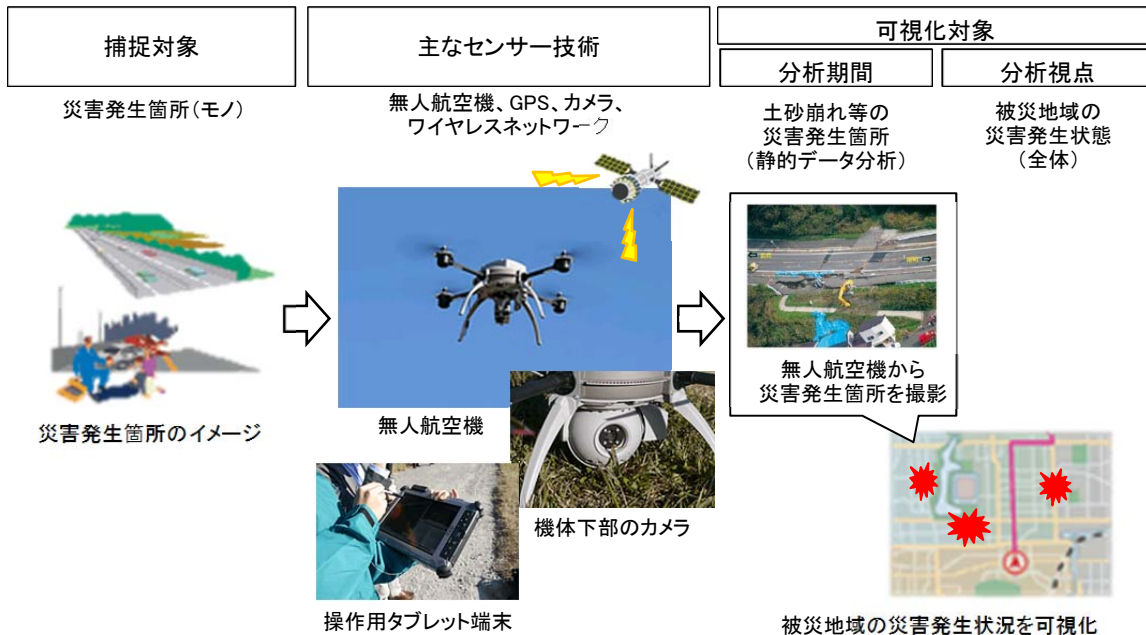 捕捉対象
主なセンサー技術
可視化対象
分析期間
分析視点
災害発生箇所(モノ)
無人航空機、GPS、カメラ、
ワイヤレスネットワーク
土砂崩れ等の
災害発生箇所
(静的データ分析)
被災地域の
災害発生状態
(全体)
災害発生箇所のイメージ
無人航空機
機体下部のカメラ
操作用タブレット端末
無人航空機から
災害発生箇所を撮影
被災地域の災害発生状況を可視化